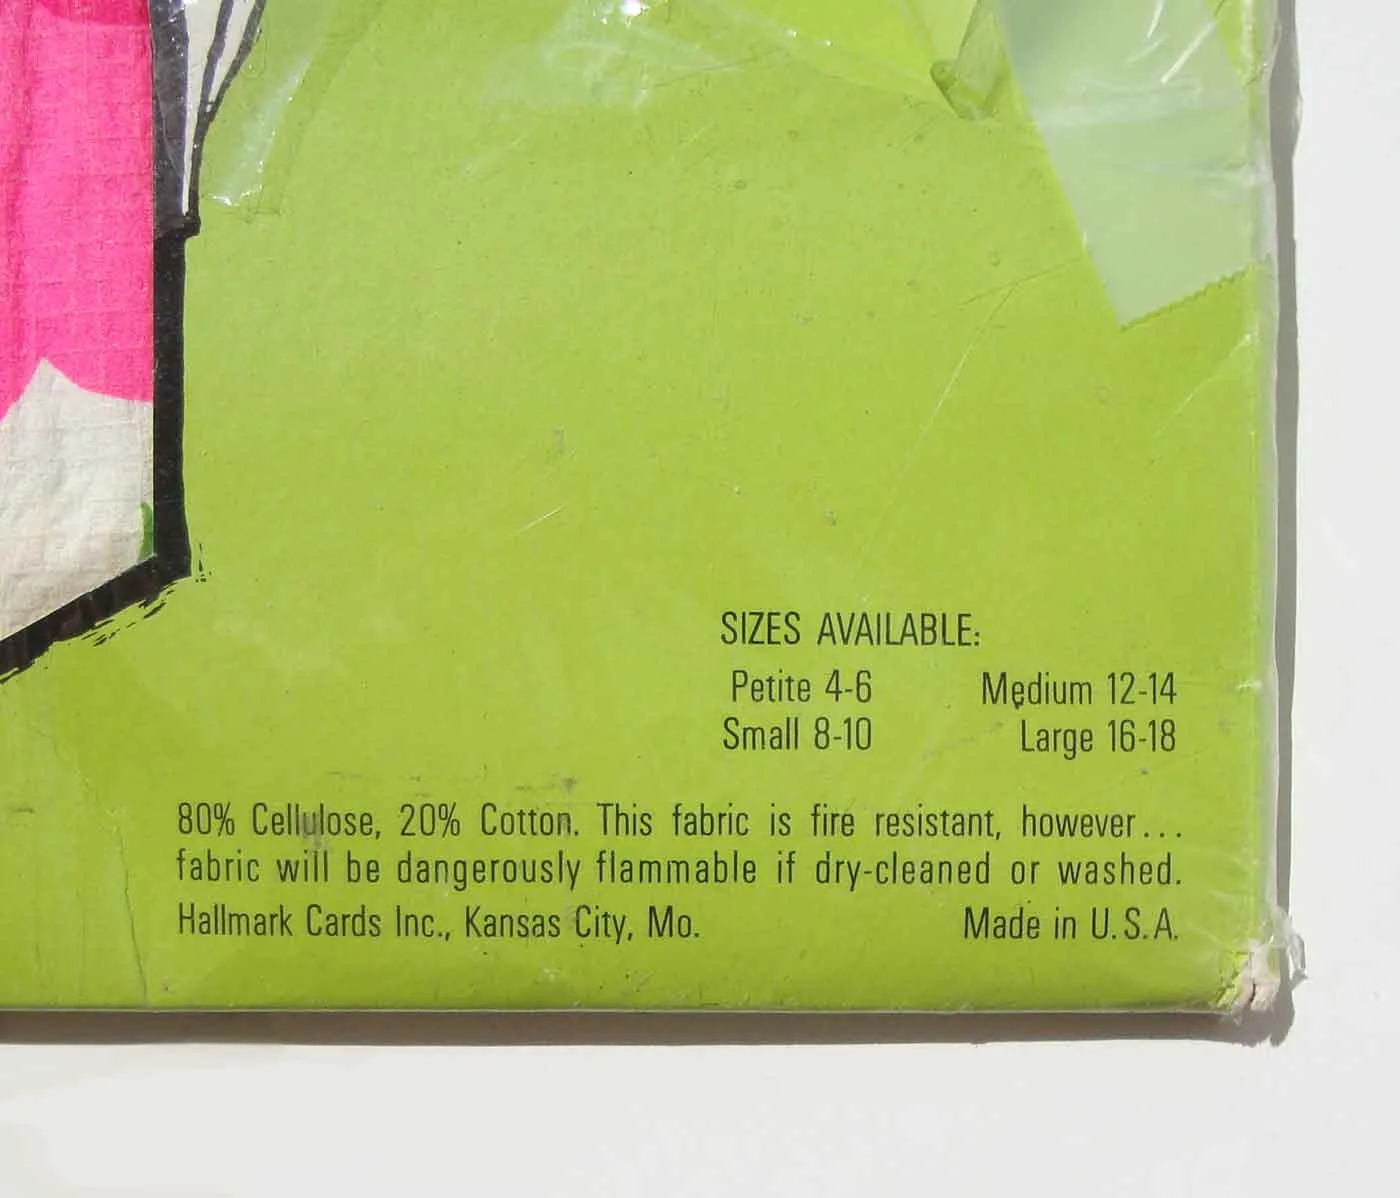 SIZES AVAILABLE:
Petite 4-6 Medium 12-14
Small 8-10 Large 16-18
80% Cellulose, 20% Cotton. This fabric is fire resistant, however...
fabric will be dangerously flammable if dry-cleaned or washed.
Hallmark Cards Inc., Kansas City, Mo. Made in U.S.A.